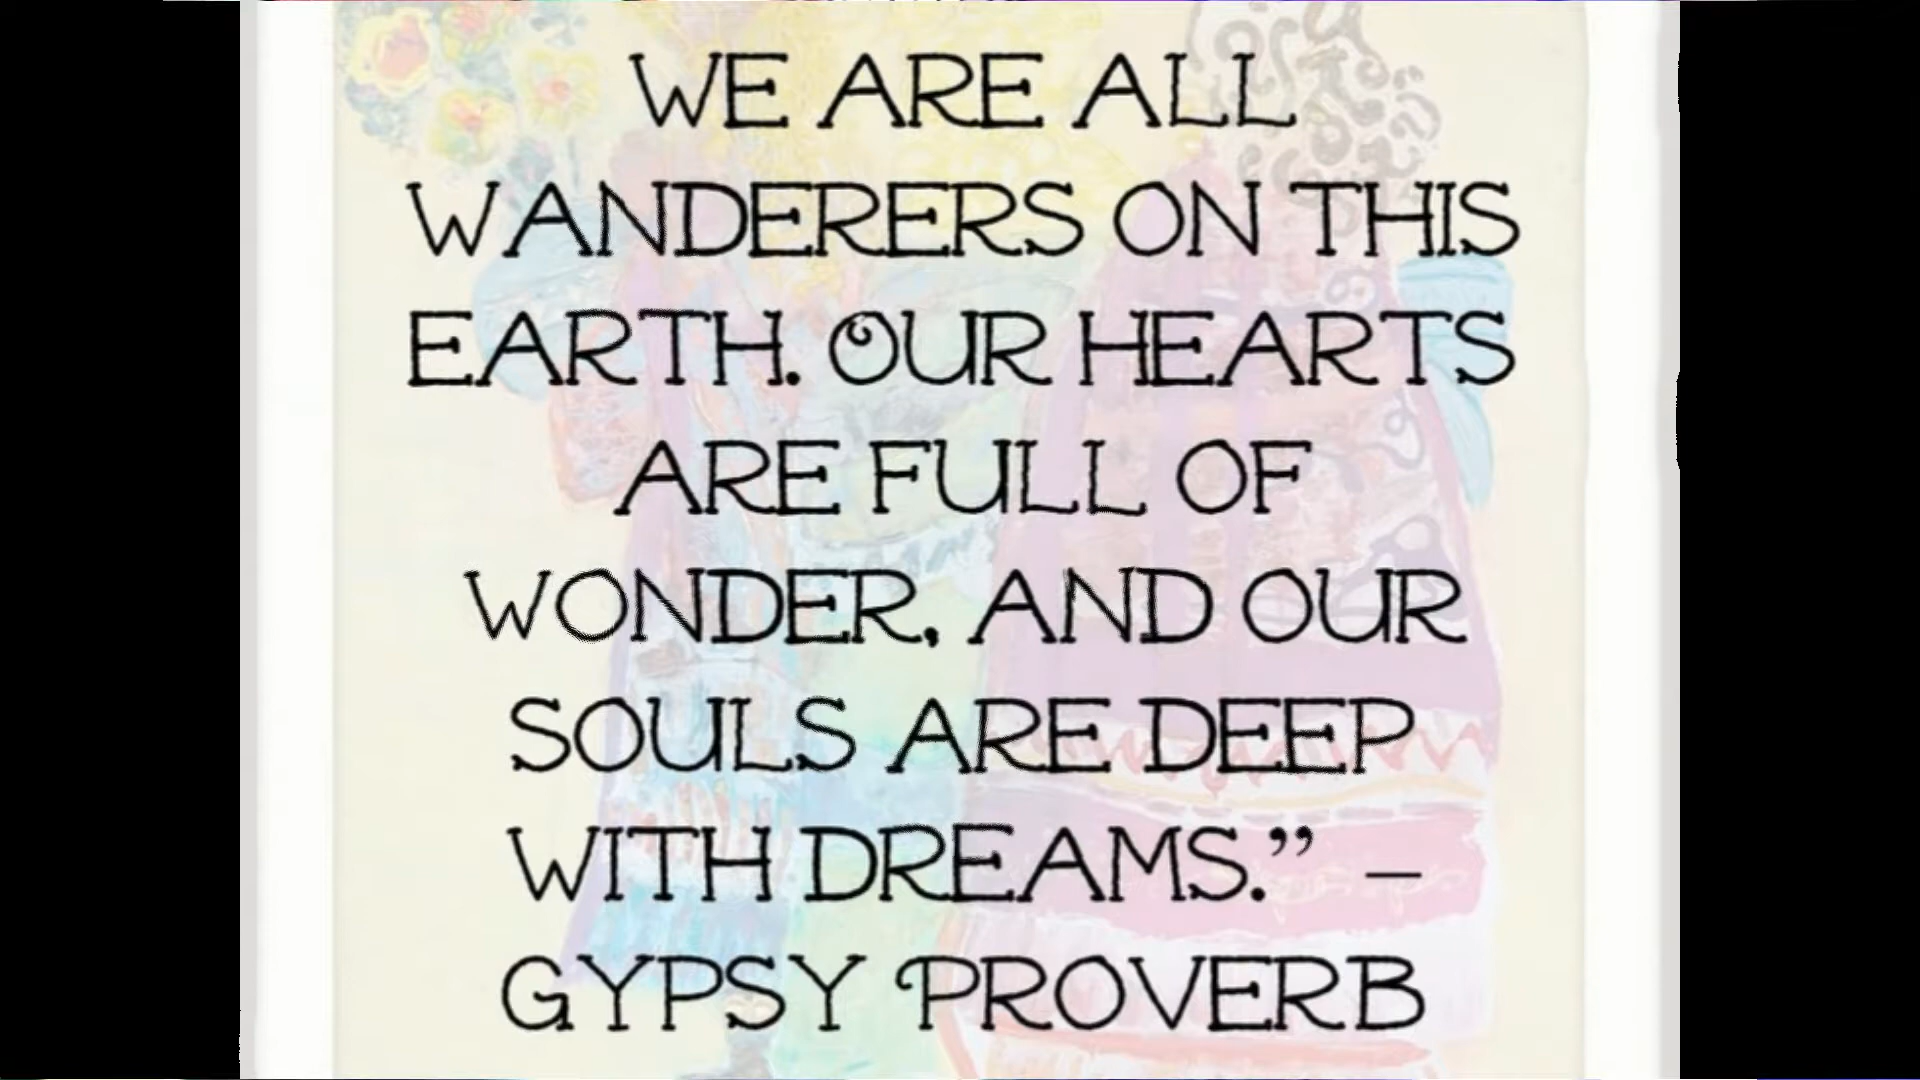 WE ARE ALL
WANDERERS ON THIS
EARTH. OUR HEARTS
ARE FULL OF
WONDER, AND OUR
SOULS ARE DEEP
WITH DREAMS.” –
GYPSY PROVERB